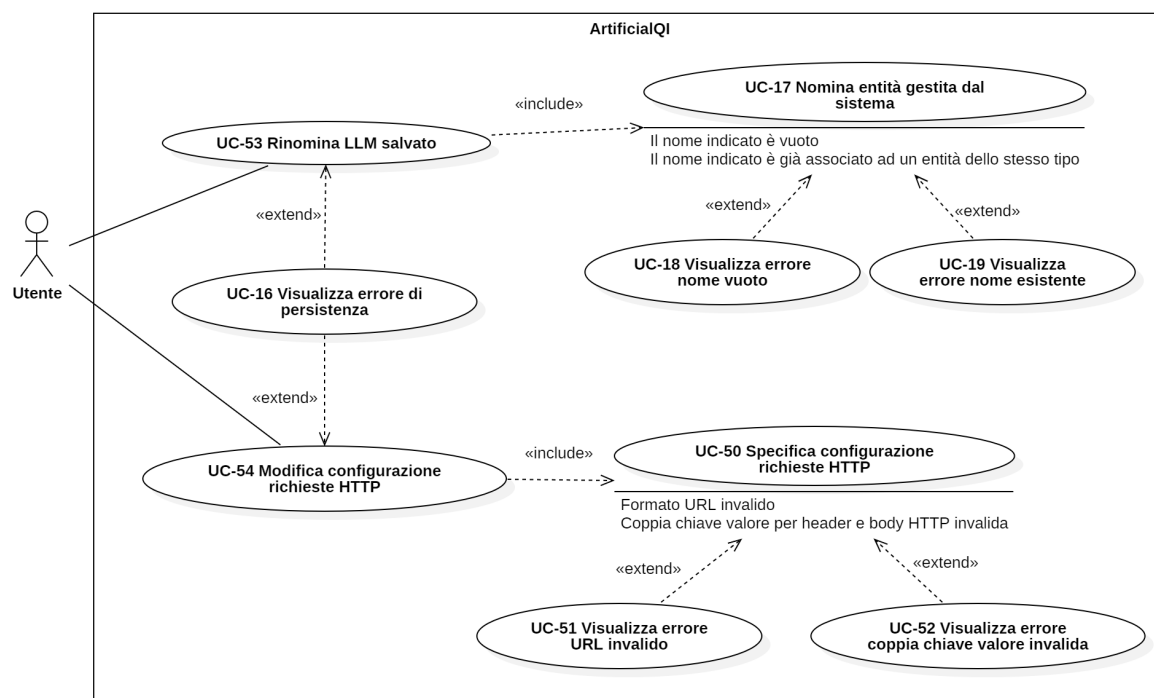 ArtificialQI
UC-17 Nomina entità gestita dal
sistema
«include»
UC-53 Rinomina LLM salvato
Il nome indicato è vuoto
Il nome indicato è già associato ad un entità dello stesso tipo
«extend»
«extend»
«extend»
UC-18 Visualizza errore
nome vuoto
UC-19 Visualizza
errore nome esistente
Utente
UC-16 Visualizza errore di
persistenza
«extend»
UC-54 Modifica configurazione
richieste HTTP
«include»
UC-50 Specifica configurazione
richieste HTTP
Formato URL invalido
Coppia chiave valore per header e body HTTP invalida
«extend»
«extend»
UC-51 Visualizza errore
URL invalido
UC-52 Visualizza errore
coppia chiave valore invalida